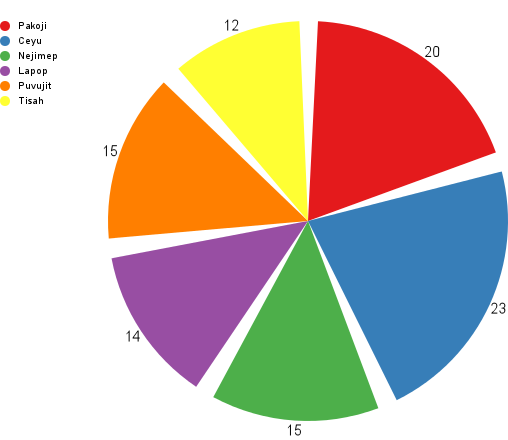 Pakoji
Ceyu
Nejimep
Lapop
Puvujit
Tisah
12
20
15
23
14
15